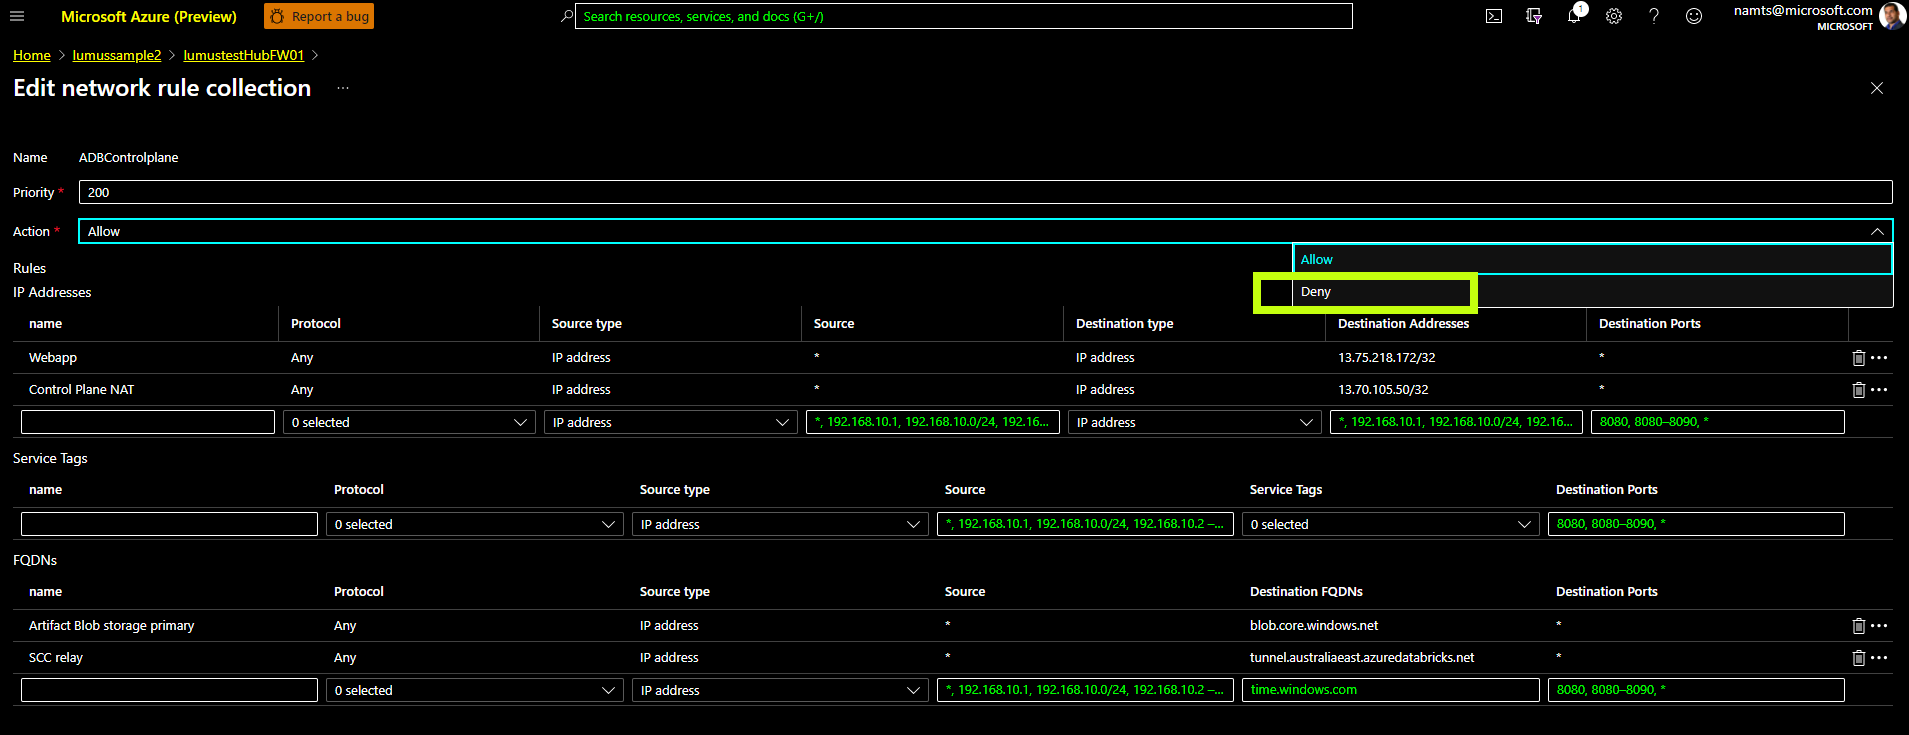 Microsoft Azure (Preview) Report a bug Search resources, services, and docs (G+/) 1 namts@microsoft.com
MICROSOFT
Home > lumussample2 > lumustestHubFW01 >
Edit network rule collection ...
Name ADBControlplane
Priority * 200
Action * Allow
Allow
Deny
Rules
IP Addresses
name Protocol Source type Source Destination type Destination Addresses Destination Ports
Webapp Any IP address * IP address 13.75.218.172/32 *
Control Plane NAT Any IP address * IP address 13.70.105.50/32 *
0 selected IP address *, 192.168.10.1, 192.168.10.0/24, 192.16... IP address *, 192.168.10.1, 192.168.10.0/24, 192.16... 8080, 8080–8090, *
Service Tags
name Protocol Source type Source Service Tags Destination Ports
0 selected IP address *, 192.168.10.1, 192.168.10.0/24, 192.168.10.2 –... 0 selected 8080, 8080–8090, *
FQDNs
name Protocol Source type Source Destination FQDNs Destination Ports
Artifact Blob storage primary Any IP address * blob.core.windows.net *
SCC relay Any IP address * tunnel.australiaeast.azuredatabricks.net *
0 selected IP address *, 192.168.10.1, 192.168.10.0/24, 192.168.10.2 –... time.windows.com 8080, 8080–8090, *